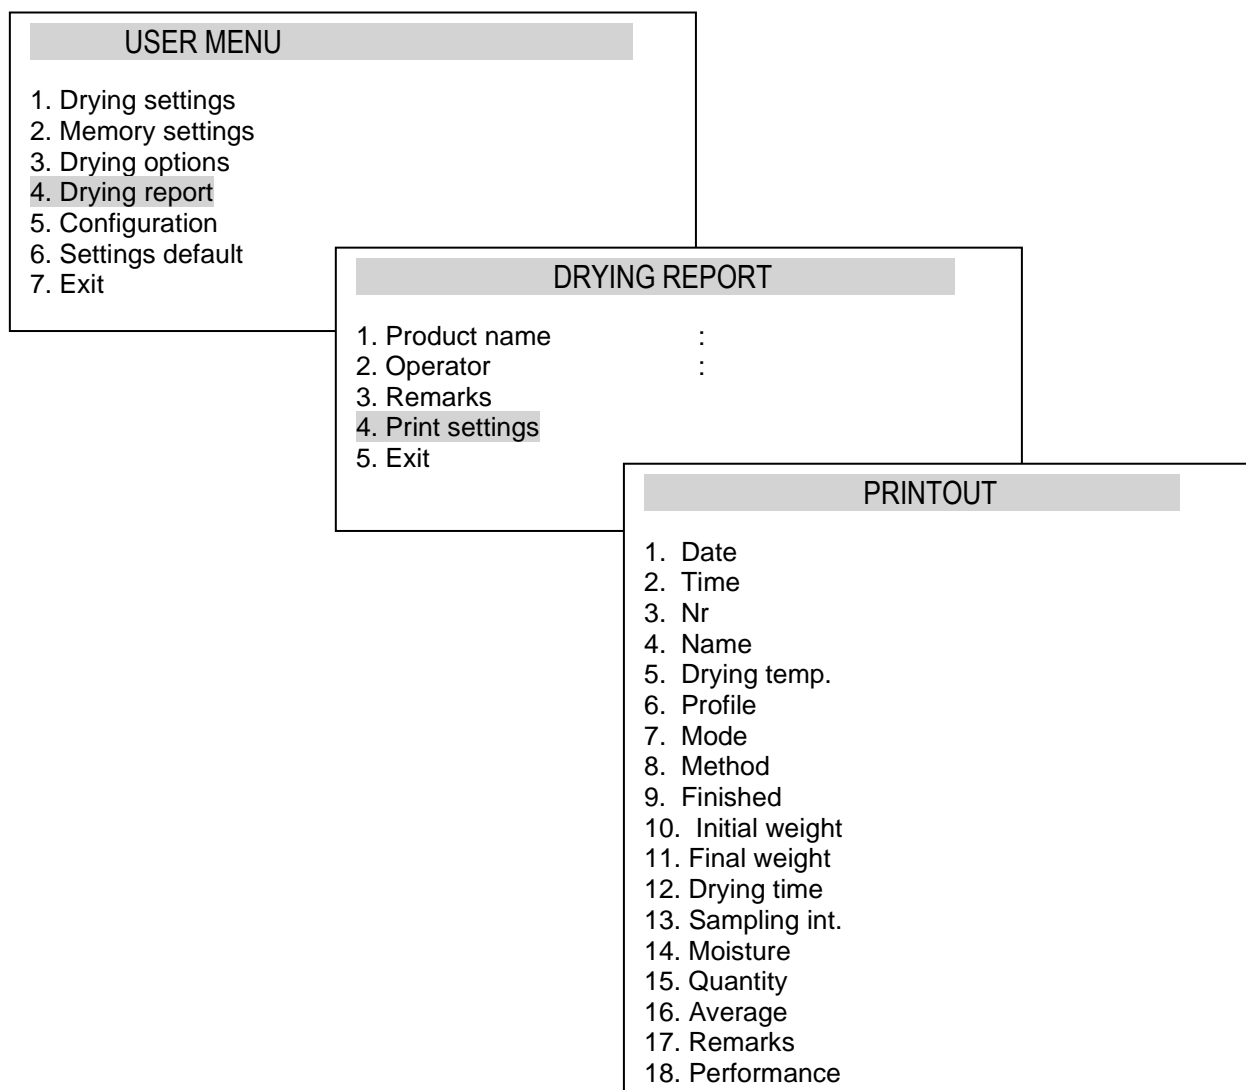 USER MENU
1. Drying settings
2. Memory settings
3. Drying options
4. Drying report
5. Configuration
6. Settings default
7. Exit
DRYING REPORT
1. Product name :
2. Operator :
3. Remarks
4. Print settings
5. Exit
PRINTOUT
1. Date
2. Time
3. Nr
4. Name
5. Drying temp.
6. Profile
7. Mode
8. Method
9. Finished
10. Initial weight
11. Final weight
12. Drying time
13. Sampling int.
14. Moisture
15. Quantity
16. Average
17. Remarks
18. Performance